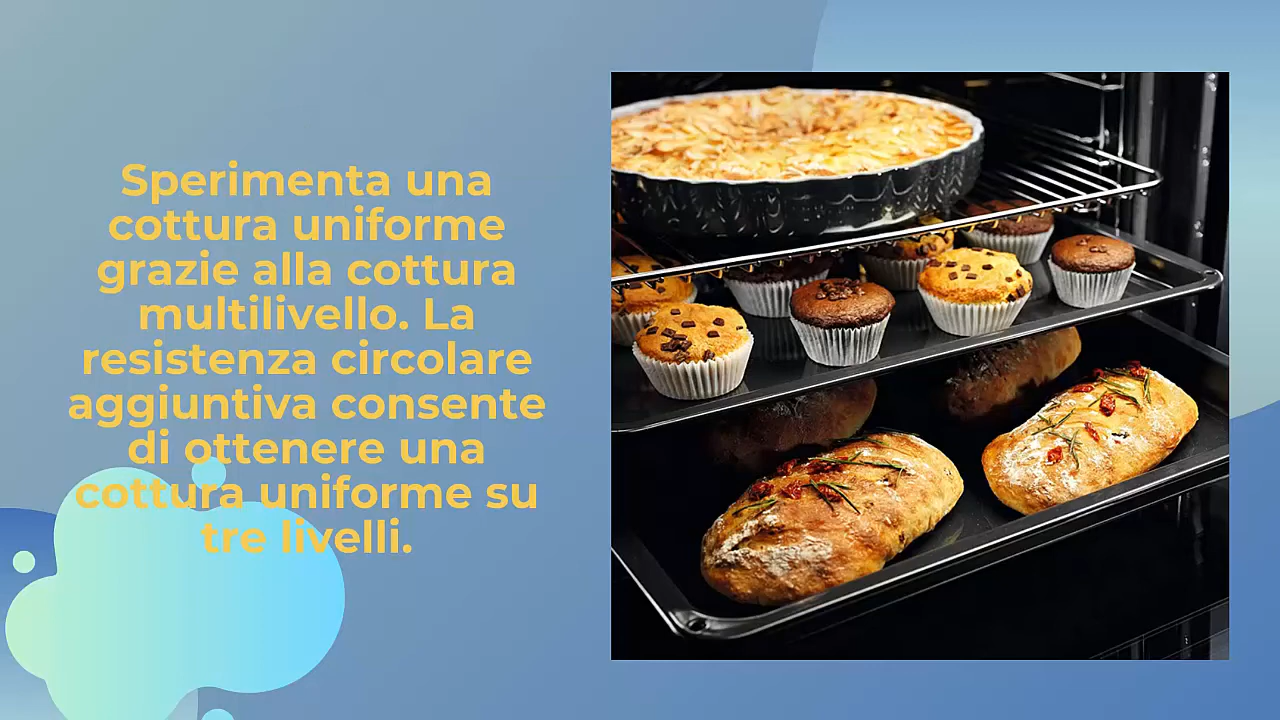 Sperimenta una
cottura uniforme
grazie alla cottura
multilivello. La
resistenza circolare
aggiuntiva consente
di ottenere una
cottura uniforme su
tre livelli.